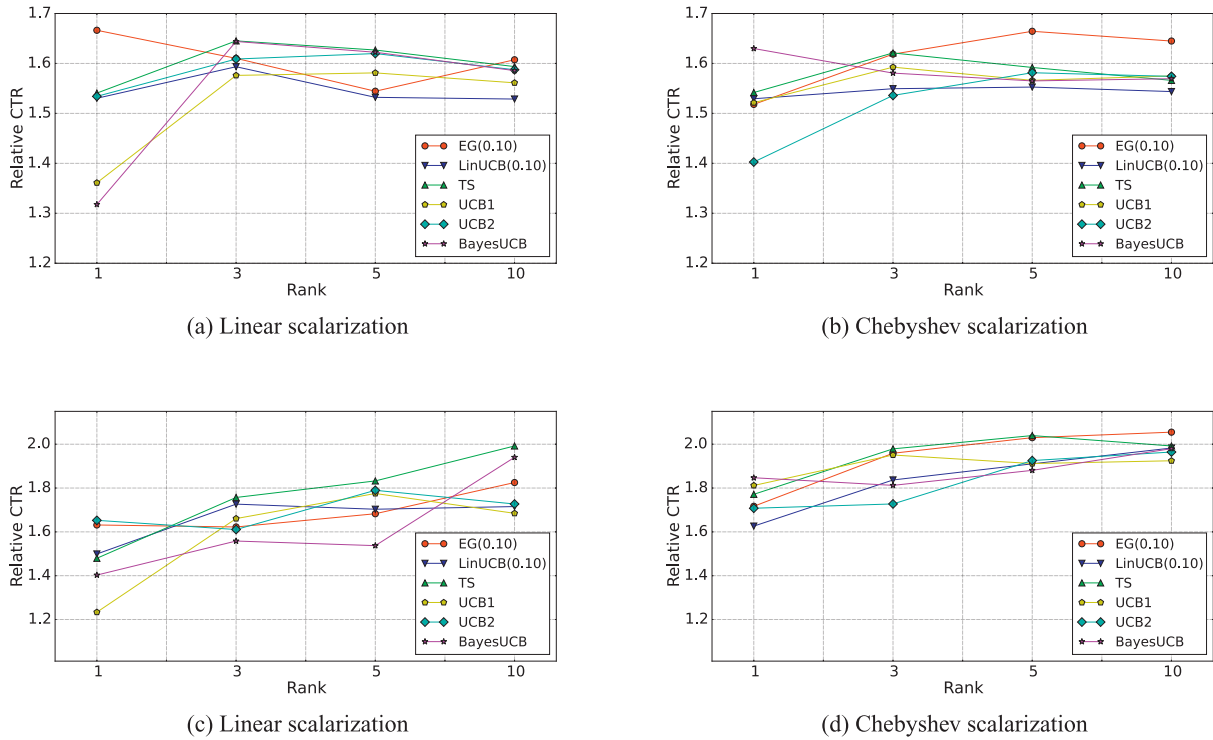 1.7
1.6
1.5
1.4
1.3
1.2
Relative CTR
EG(0.10)
LinUCB(0.10)
TS
UCB1
UCB2
BayesUCB
1 3 5 10
Rank
(a) Linear scalarization
1.7
1.6
1.5
1.4
1.3
1.2
Relative CTR
EG(0.10)
LinUCB(0.10)
TS
UCB1
UCB2
BayesUCB
1 3 5 10
Rank
(b) Chebyshev scalarization
2.0
1.8
1.6
1.4
1.2
Relative CTR
EG(0.10)
LinUCB(0.10)
TS
UCB1
UCB2
BayesUCB
1 3 5 10
Rank
(c) Linear scalarization
2.0
1.8
1.6
1.4
1.2
Relative CTR
EG(0.10)
LinUCB(0.10)
TS
UCB1
UCB2
BayesUCB
1 3 5 10
Rank
(d) Chebyshev scalarization